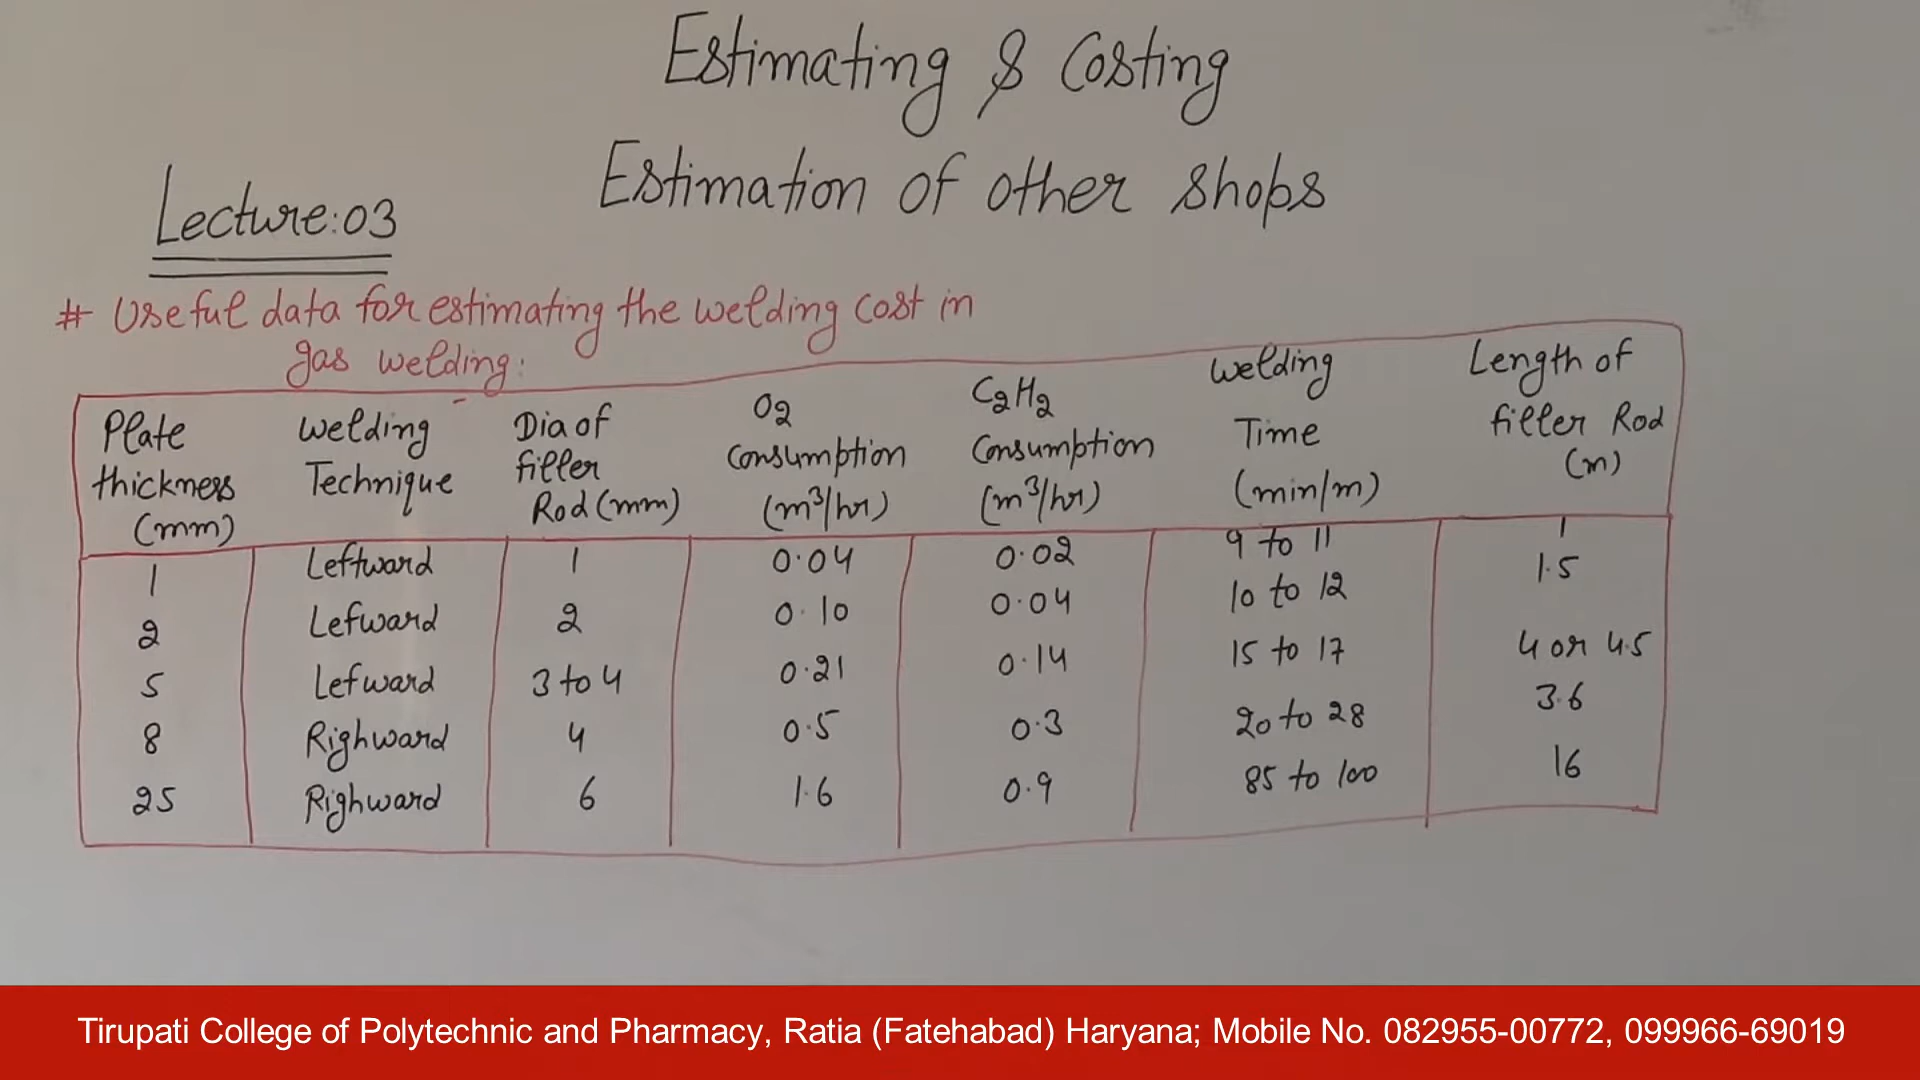 Estimating & Costing
Estimation of other shops
Lecture:03
# Useful data for estimating the welding cost in
gas welding:
Plate thickness (mm) Welding Technique Dia of filler Rod (mm) O2 Consumption (m³/hr) C2H2 Consumption (m³/hr) Welding Time (min/m) Length of filler Rod (m)
1 Leftward 1 0.04 0.02 9 to 11 1
2 Lefward 2 0.10 0.04 10 to 12 1.5
5 Lefward 3 to 4 0.21 0.14 15 to 17 4 or 4.5
8 Righward 4 0.5 0.3 20 to 28 3.6
25 Righward 6 1.6 0.9 85 to 100 16
Tirupati College of Polytechnic and Pharmacy, Ratia (Fatehabad) Haryana; Mobile No. 082955-00772, 099966-69019